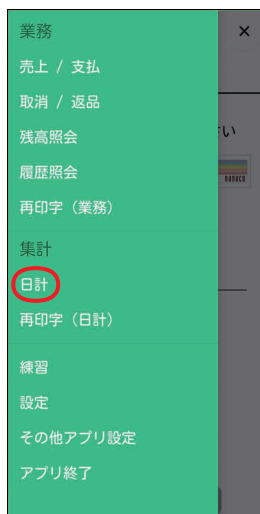 業務
×
売上 / 支払
取消 / 返品
残高照会
い
履歴照会
nanaco
再印字（業務）
集計
日計
再印字（日計）
練習
設定
その他アプリ設定
アプリ終了